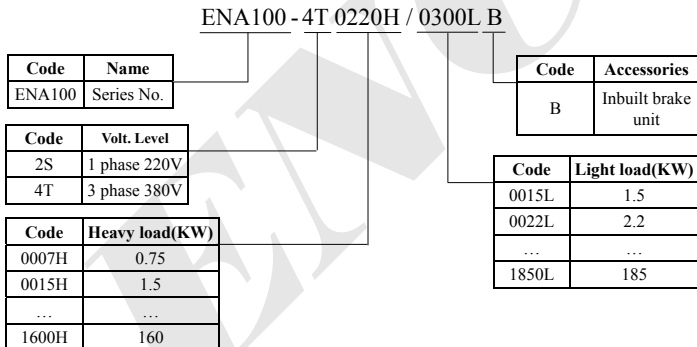 ENA100 - 4T 0220H / 0300L B
Code Name
ENA100 Series No.
Code Volt. Level
2S 1 phase 220V
4T 3 phase 380V
Code Heavy load(KW)
0007H 0.75
0015H 1.5
… …
1600H 160
Code Accessories
B Inbuilt brake
unit
Code Light load(KW)
0015L 1.5
0022L 2.2
… …
1850L 185